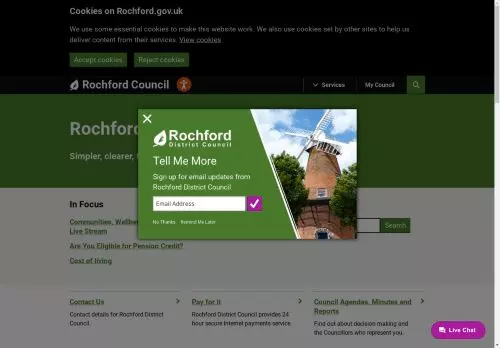 Cookies on Rochford.gov.uk
We use some essential cookies to make this website work. We also use cookies set by other sites to help us
deliver content from their services. View cookies
Accept cookies
Reject cookies
Rochford Council
Services
My Council
Rochford
District Council
Tell Me More
Sign up for email updates from
Rochford District Council
Email Address
No Thanks
Remind Me Later
Rochfor
Simpler, clearer,
In Focus
Communities, Wellbe
Live Stream
Are You Eligible for Pension Credit?
Cost of living
Search
Contact Us
Contact details for Rochford District
Council.
Pay for it
Rochford District Council provides 24
hour secure Internet payments service.
Council Agendas, Minutes and
Reports
Find out about decision making and
the Councillors who represent you.
Live Chat